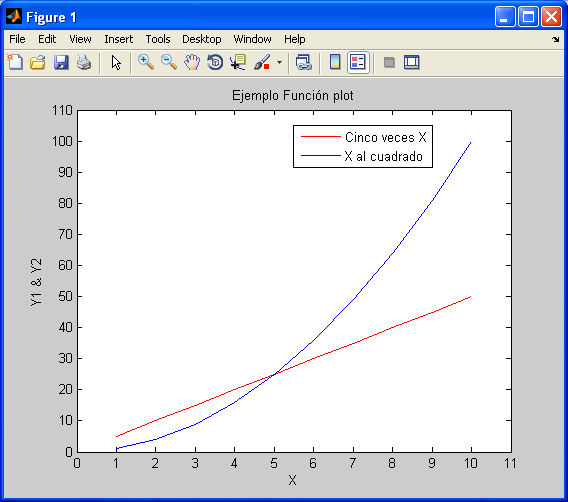 Figure 1
File Edit View Insert Tools Desktop Window Help
Ejemplo Función plot
110
100
90
80
70
60
50
40
30
20
10
0
Y1 & Y2
Cinco veces X
X al cuadrado
0 1 2 3 4 5 6 7 8 9 10 11
X